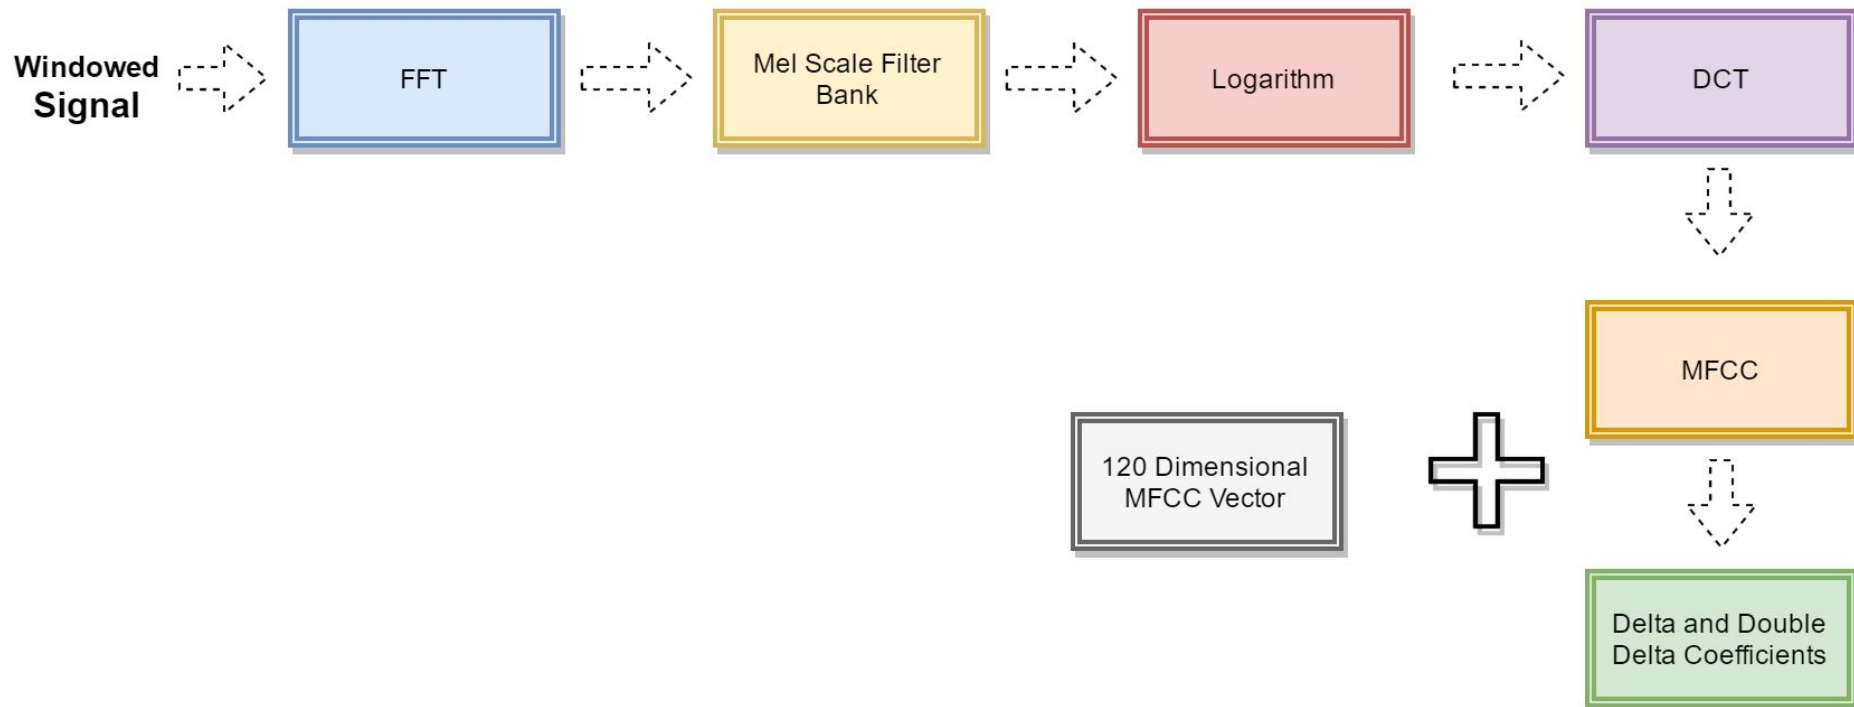 Windowed
Signal
FFT
Mel Scale Filter
Bank
Logarithm
DCT
MFCC
120 Dimensional
MFCC Vector
Delta and Double
Delta Coefficients